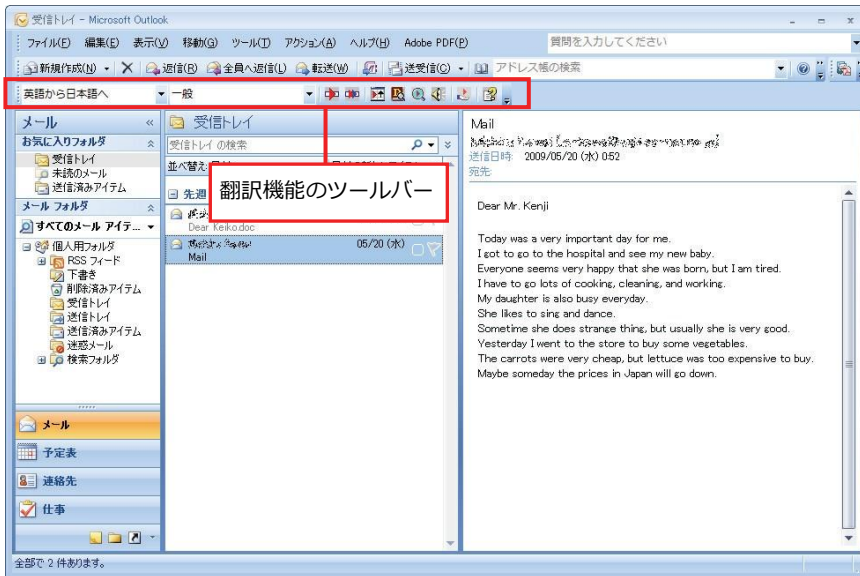 受信トレイ - Microsoft Outlook
ファイル(F) 編集(E) 表示(V) 移動(G) ツール(T) アクション(A) ヘルプ(H) Adobe PDF(P) 質問を入力してください
新規作成(N) 返信(R) 全員へ返信(L) 転送(W) 送受信(C) アドレス帳の検索
英語から日本語へ 一般
メール
お気に入りフォルダ
受信トレイ
未読のメール
送信済みアイテム
メール フォルダ
すべてのメール アイテ...
個人用フォルダ
RSS フィード
下書き
削除済みアイテム
受信トレイ
送信トレイ
送信済みアイテム
迷惑メール
検索フォルダ
メール
予定表
連絡先
仕事
受信トレイ
受信トレイ の検索
並べ替え:
翻訳機能のツールバー
先週
Dear Keiko.doc
05/20 (水)
Mail
Mail
送信日時: 2009/05/20 (水) 0:52
宛先:
Dear Mr. Kenji
Today was a very important day for me.
I got to go to the hospital and see my new baby.
Everyone seems very happy that she was born, but I am tired.
I have to go lots of cooking, cleaning, and working.
My daughter is also busy everyday.
She likes to sing and dance.
Sometime she does strange thing, but usually she is very good.
Yesterday I went to the store to buy some vegetables.
The carrots were very cheap, but lettuce was too expensive to buy.
Maybe someday the prices in Japan will go down.
全部で 2 件あります。